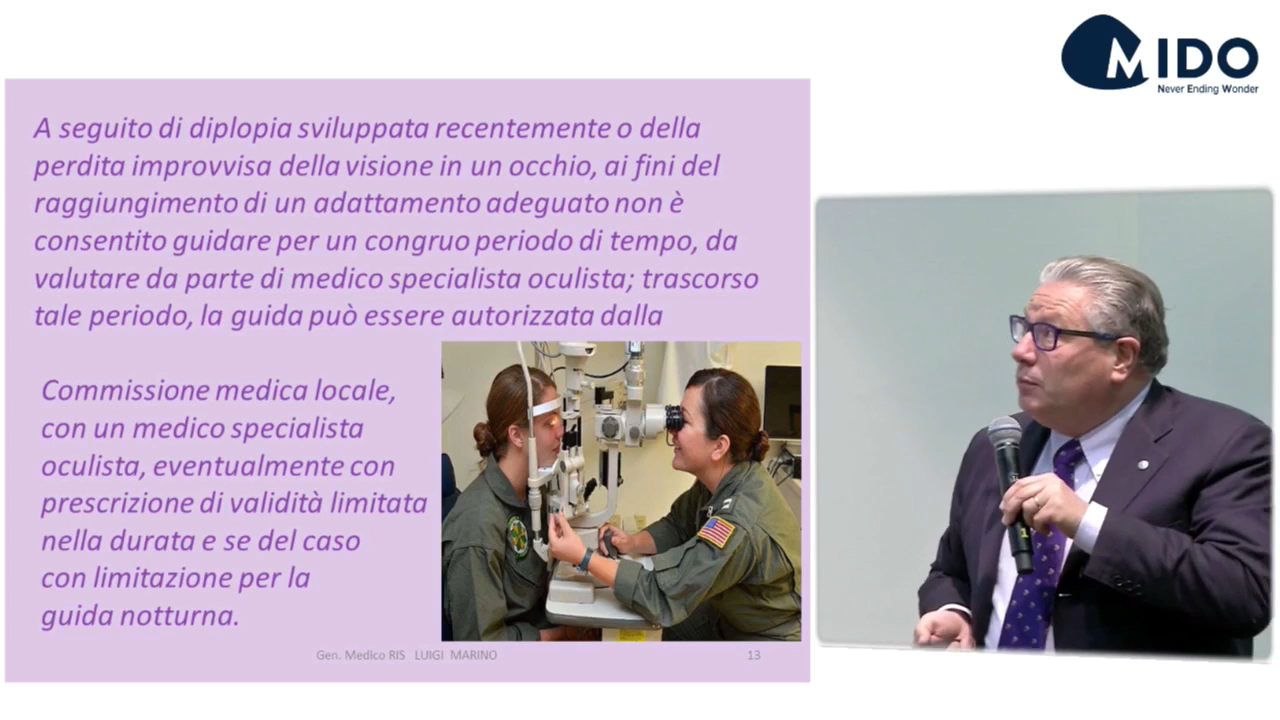 MIDO
Never Ending Wonder
A seguito di diplopia sviluppata recentemente o della
perdita improvvisa della visione in un occhio, ai fini del
raggiungimento di un adattamento adeguato non è
consentito guidare per un congruo periodo di tempo, da
valutare da parte di medico specialista oculista; trascorso
tale periodo, la guida può essere autorizzata dalla
Commissione medica locale,
con un medico specialista
oculista, eventualmente con
prescrizione di validità limitata
nella durata e se del caso
con limitazione per la
guida notturna.
Gen. Medico RIS LUIGI MARINO
13